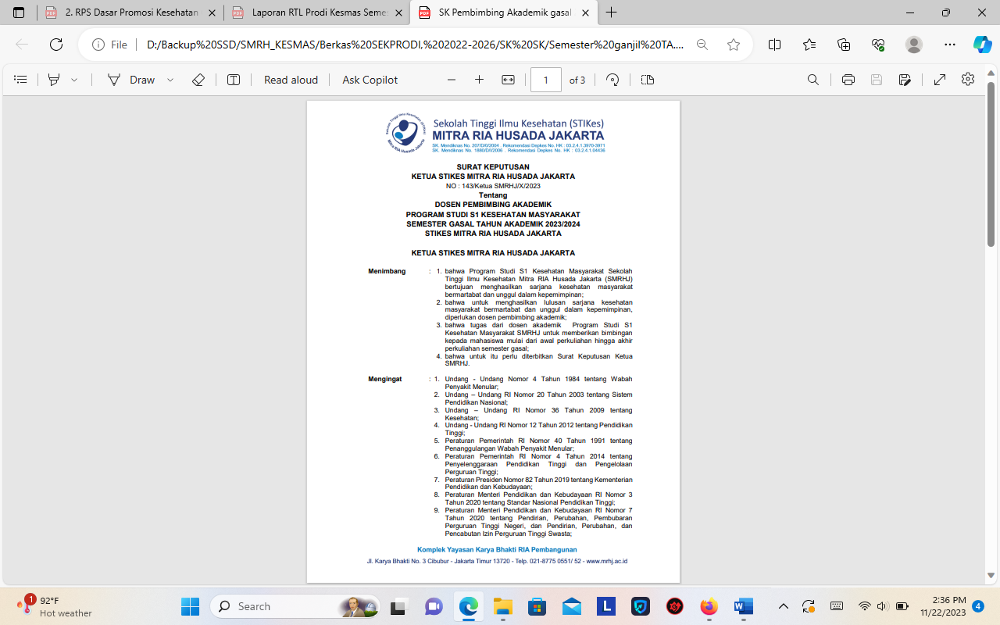 2. RPS Dasar Promosi Kesehatan
Laporan RTL Prodi Kesmas Seme
SK Pembimbing Akademik gasal
File
D:/Backup%20SSD/SMRH_KESMAS/Berkas%20SEKPRODI,%202022-2026/SK%20SK/Semester%20ganjil%20TA....
Draw
Read aloud
Ask Copilot
1
of 3
Sekolah Tinggi Ilmu Kesehatan (STIKes)
MITRA RIA HUSADA JAKARTA
SK. Mendiknas No. 207/D/0/2004 . Rekomendasi Depkes No. HK : 03.2.4.1.3970-3971
SK. Mendiknas No. 1880/D/I/2006 . Rekomendasi Depkes No. HK : 03.2.4.1.04436
SURAT KEPUTUSAN
KETUA STIKES MITRA RIA HUSADA JAKARTA
NO : 143/Ketua SMRHJ/X/2023
Tentang
DOSEN PEMBIMBING AKADEMIK
PROGRAM STUDI S1 KESEHATAN MASYARAKAT
SEMESTER GASAL TAHUN AKADEMIK 2023/2024
STIKES MITRA RIA HUSADA JAKARTA
KETUA STIKES MITRA RIA HUSADA JAKARTA
Menimbang : 1. bahwa Program Studi S1 Kesehatan Masyarakat Sekolah
Tinggi Ilmu Kesehatan Mitra RIA Husada Jakarta (SMRHJ)
bertujuan menghasilkan sarjana kesehatan masyarakat
bermartabat dan unggul dalam kepemimpinan;
2. bahwa untuk menghasilkan lulusan sarjana kesehatan
masyarakat bermartabat dan unggul dalam kepemimpinan,
diperlukan dosen pembimbing akademik;
3. bahwa tugas dari dosen akademik Program Studi S1
Kesehatan Masyarakat SMRHJ untuk memberikan bimbingan
kepada mahasiswa mulai dari awal perkuliahan hingga akhir
perkuliahan semester gasal;
4. bahwa untuk itu perlu diterbitkan Surat Keputusan Ketua
SMRHJ.
Mengingat : 1. Undang - Undang Nomor 4 Tahun 1984 tentang Wabah
Penyakit Menular;
2. Undang – Undang RI Nomor 20 Tahun 2003 tentang Sistem
Pendidikan Nasional;
3. Undang – Undang RI Nomor 36 Tahun 2009 tentang
Kesehatan;
4. Undang - Undang RI Nomor 12 Tahun 2012 tentang Pendidikan
Tinggi;
5. Peraturan Pemerintah RI Nomor 40 Tahun 1991 tentang
Penanggulangan Wabah Penyakit Menular;
6. Peraturan Pemerintah RI Nomor 4 Tahun 2014 tentang
Penyelenggaraan Pendidikan Tinggi dan Pengelolaan
Perguruan Tinggi;
7. Peraturan Presiden Nomor 82 Tahun 2019 tentang Kementerian
Pendidikan dan Kebudayaan;
8. Peraturan Menteri Pendidikan dan Kebudayaan RI Nomor 3
Tahun 2020 tentang Standar Nasional Pendidikan Tinggi;
9. Peraturan Menteri Pendidikan dan Kebudayaan RI Nomor 7
Tahun 2020 tentang Pendirian, Perubahan, Pembubaran
Perguruan Tinggi Negeri, dan Pendirian, Perubahan, dan
Pencabutan Izin Perguruan Tinggi Swasta;
Komplek Yayasan Karya Bhakti RIA Pembangunan
Jl. Karya Bhakti No. 3 Cibubur - Jakarta Timur 13720 - Telp. 021-8775 0551/ 52 - www.mrhj.ac.id
1
92°F
Hot weather
Search
2:36 PM
11/22/2023
4